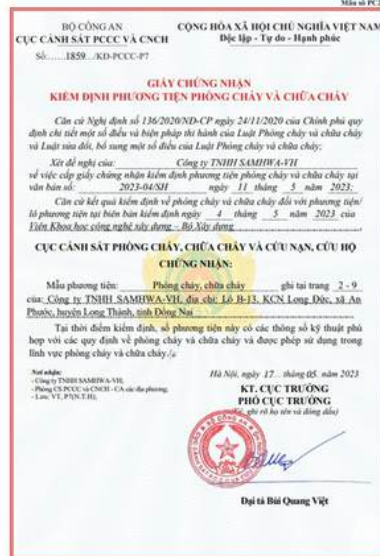 Mẫu số PC2
BỘ CÔNG AN
CỤC CẢNH SÁT PCCC VÀ CNCH
CỘNG HÒA XÃ HỘI CHỦ NGHĨA VIỆT NAM
Độc lập - Tự do - Hạnh phúc
Số: 1859 /KĐ-PCCC-P7
GIẤY CHỨNG NHẬN
KIỂM ĐỊNH PHƯƠNG TIỆN PHÒNG CHÁY VÀ CHỮA CHÁY
Căn cứ Nghị định số 136/2020/NĐ-CP ngày 24/11/2020 của Chính phủ quy
định chi tiết một số điều và biện pháp thi hành của Luật Phòng cháy và chữa cháy
và Luật sửa đổi, bổ sung một số điều của Luật Phòng cháy và chữa cháy;
Xét đề nghị của: Công ty TNHH SAMHWA-VH
về việc cấp giấy chứng nhận kiểm định phương tiện phòng cháy và chữa cháy tại
văn bản số: 2023-04/SH ngày 11 tháng 5 năm 2023;
Căn cứ kết quả kiểm định về phòng cháy và chữa cháy đối với phương tiện/
lô phương tiện tại biên bản kiểm định ngày 4 tháng 5 năm 2023 của
Viện Khoa học công nghệ xây dựng – Bộ Xây dựng
CỤC CẢNH SÁT PHÒNG CHÁY, CHỮA CHÁY VÀ CỨU NẠN, CỨU HỘ
CHỨNG NHẬN:
Mẫu phương tiện: Phòng cháy, chữa cháy ghi tại trang 2 - 9
của: Công ty TNHH SAMHWA-VH, địa chỉ: Lô B-13, KCN Long Đức, xã An
Phước, huyện Long Thành, tỉnh Đồng Nai
Tại thời điểm kiểm định, số phương tiện này có các thông số kỹ thuật phù
hợp với các quy định về phòng cháy và chữa cháy và được phép sử dụng trong
lĩnh vực phòng cháy và chữa cháy./.
Nơi nhận:
- Công ty TNHH SAMHWA-VH;
- Phòng CS PCCC và CNCH - CA các địa phương;
- Lưu: VT, P7(N.T.H);
Hà Nội, ngày 17 tháng 05 năm 2023
KT. CỤC TRƯỞNG
PHÓ CỤC TRƯỞNG
ghi rõ họ tên và đóng dấu)
Đại tá Bùi Quang Việt